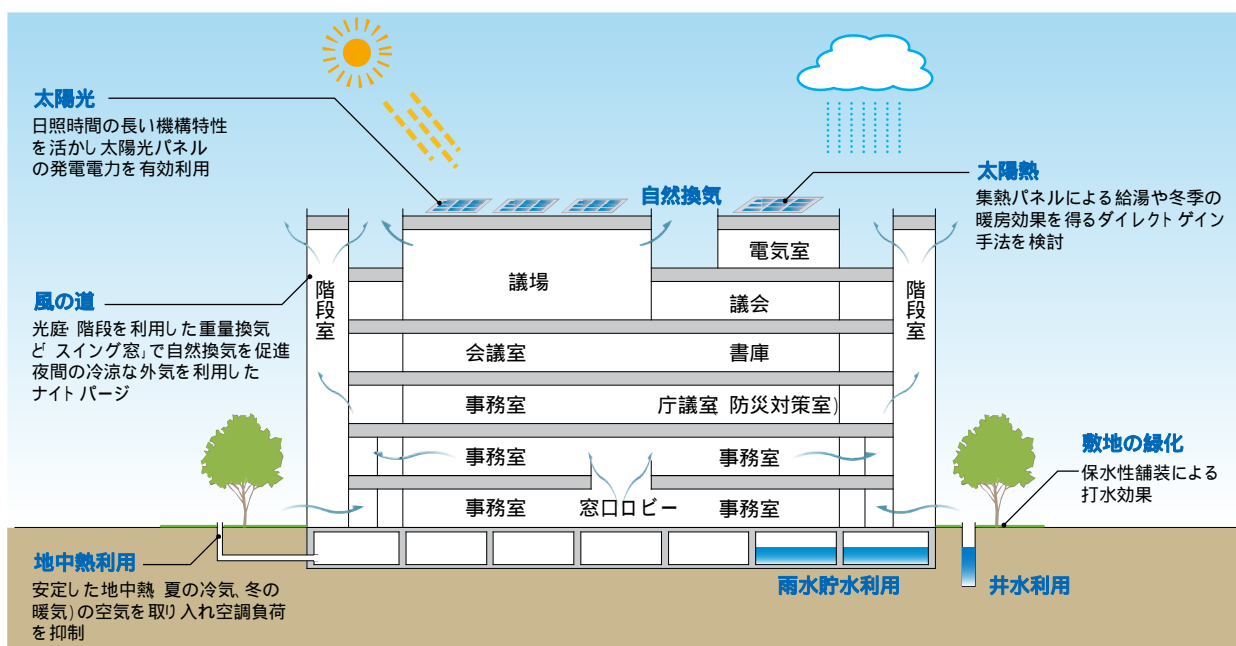 太陽光
日照時間の長い機構特性
を活かし太陽光パネル
の発電電力を有効利用
太陽熱
集熱パネルによる給湯や冬季の
暖房効果を得るダイレクトゲイン
手法を検討
自然換気
電気室
議場
議会
階段室
階段室
風の道
光庭 階段を利用した重量換気
ど スイング窓」で自然換気を促進
夜間の冷涼な外気を利用した
ナイトパージ
会議室
書庫
事務室
庁議室 防災対策室)
事務室
事務室
事務室
窓口ロビー
事務室
敷地の緑化
保水性舗装による
打水効果
地中熱利用
安定した地中熱 夏の冷気、冬の
暖気)の空気を取り入れ空調負荷
を抑制
雨水貯水利用
井水利用